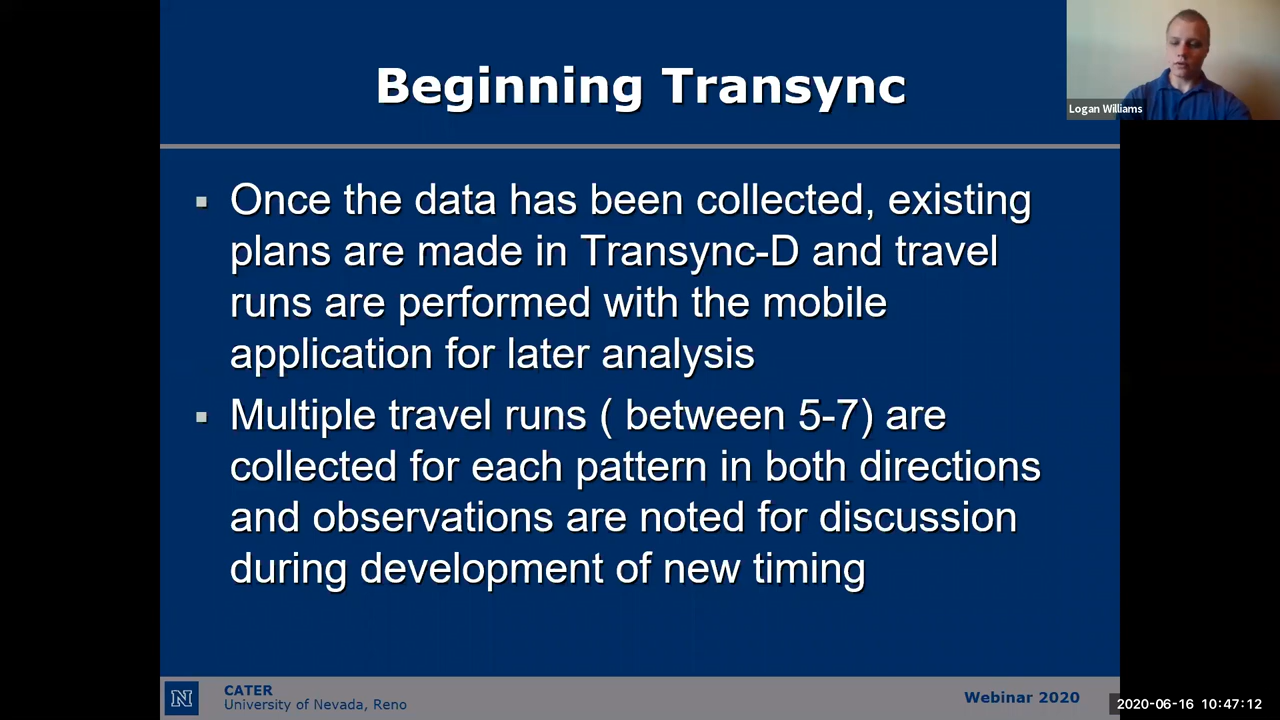 Beginning Transync
Logan Williams
▪ Once the data has been collected, existing
plans are made in Transync-D and travel
runs are performed with the mobile
application for later analysis
▪ Multiple travel runs ( between 5-7) are
collected for each pattern in both directions
and observations are noted for discussion
during development of new timing
N
CATER
University of Nevada, Reno
Webinar 2020
2020-06-16 10:47:12